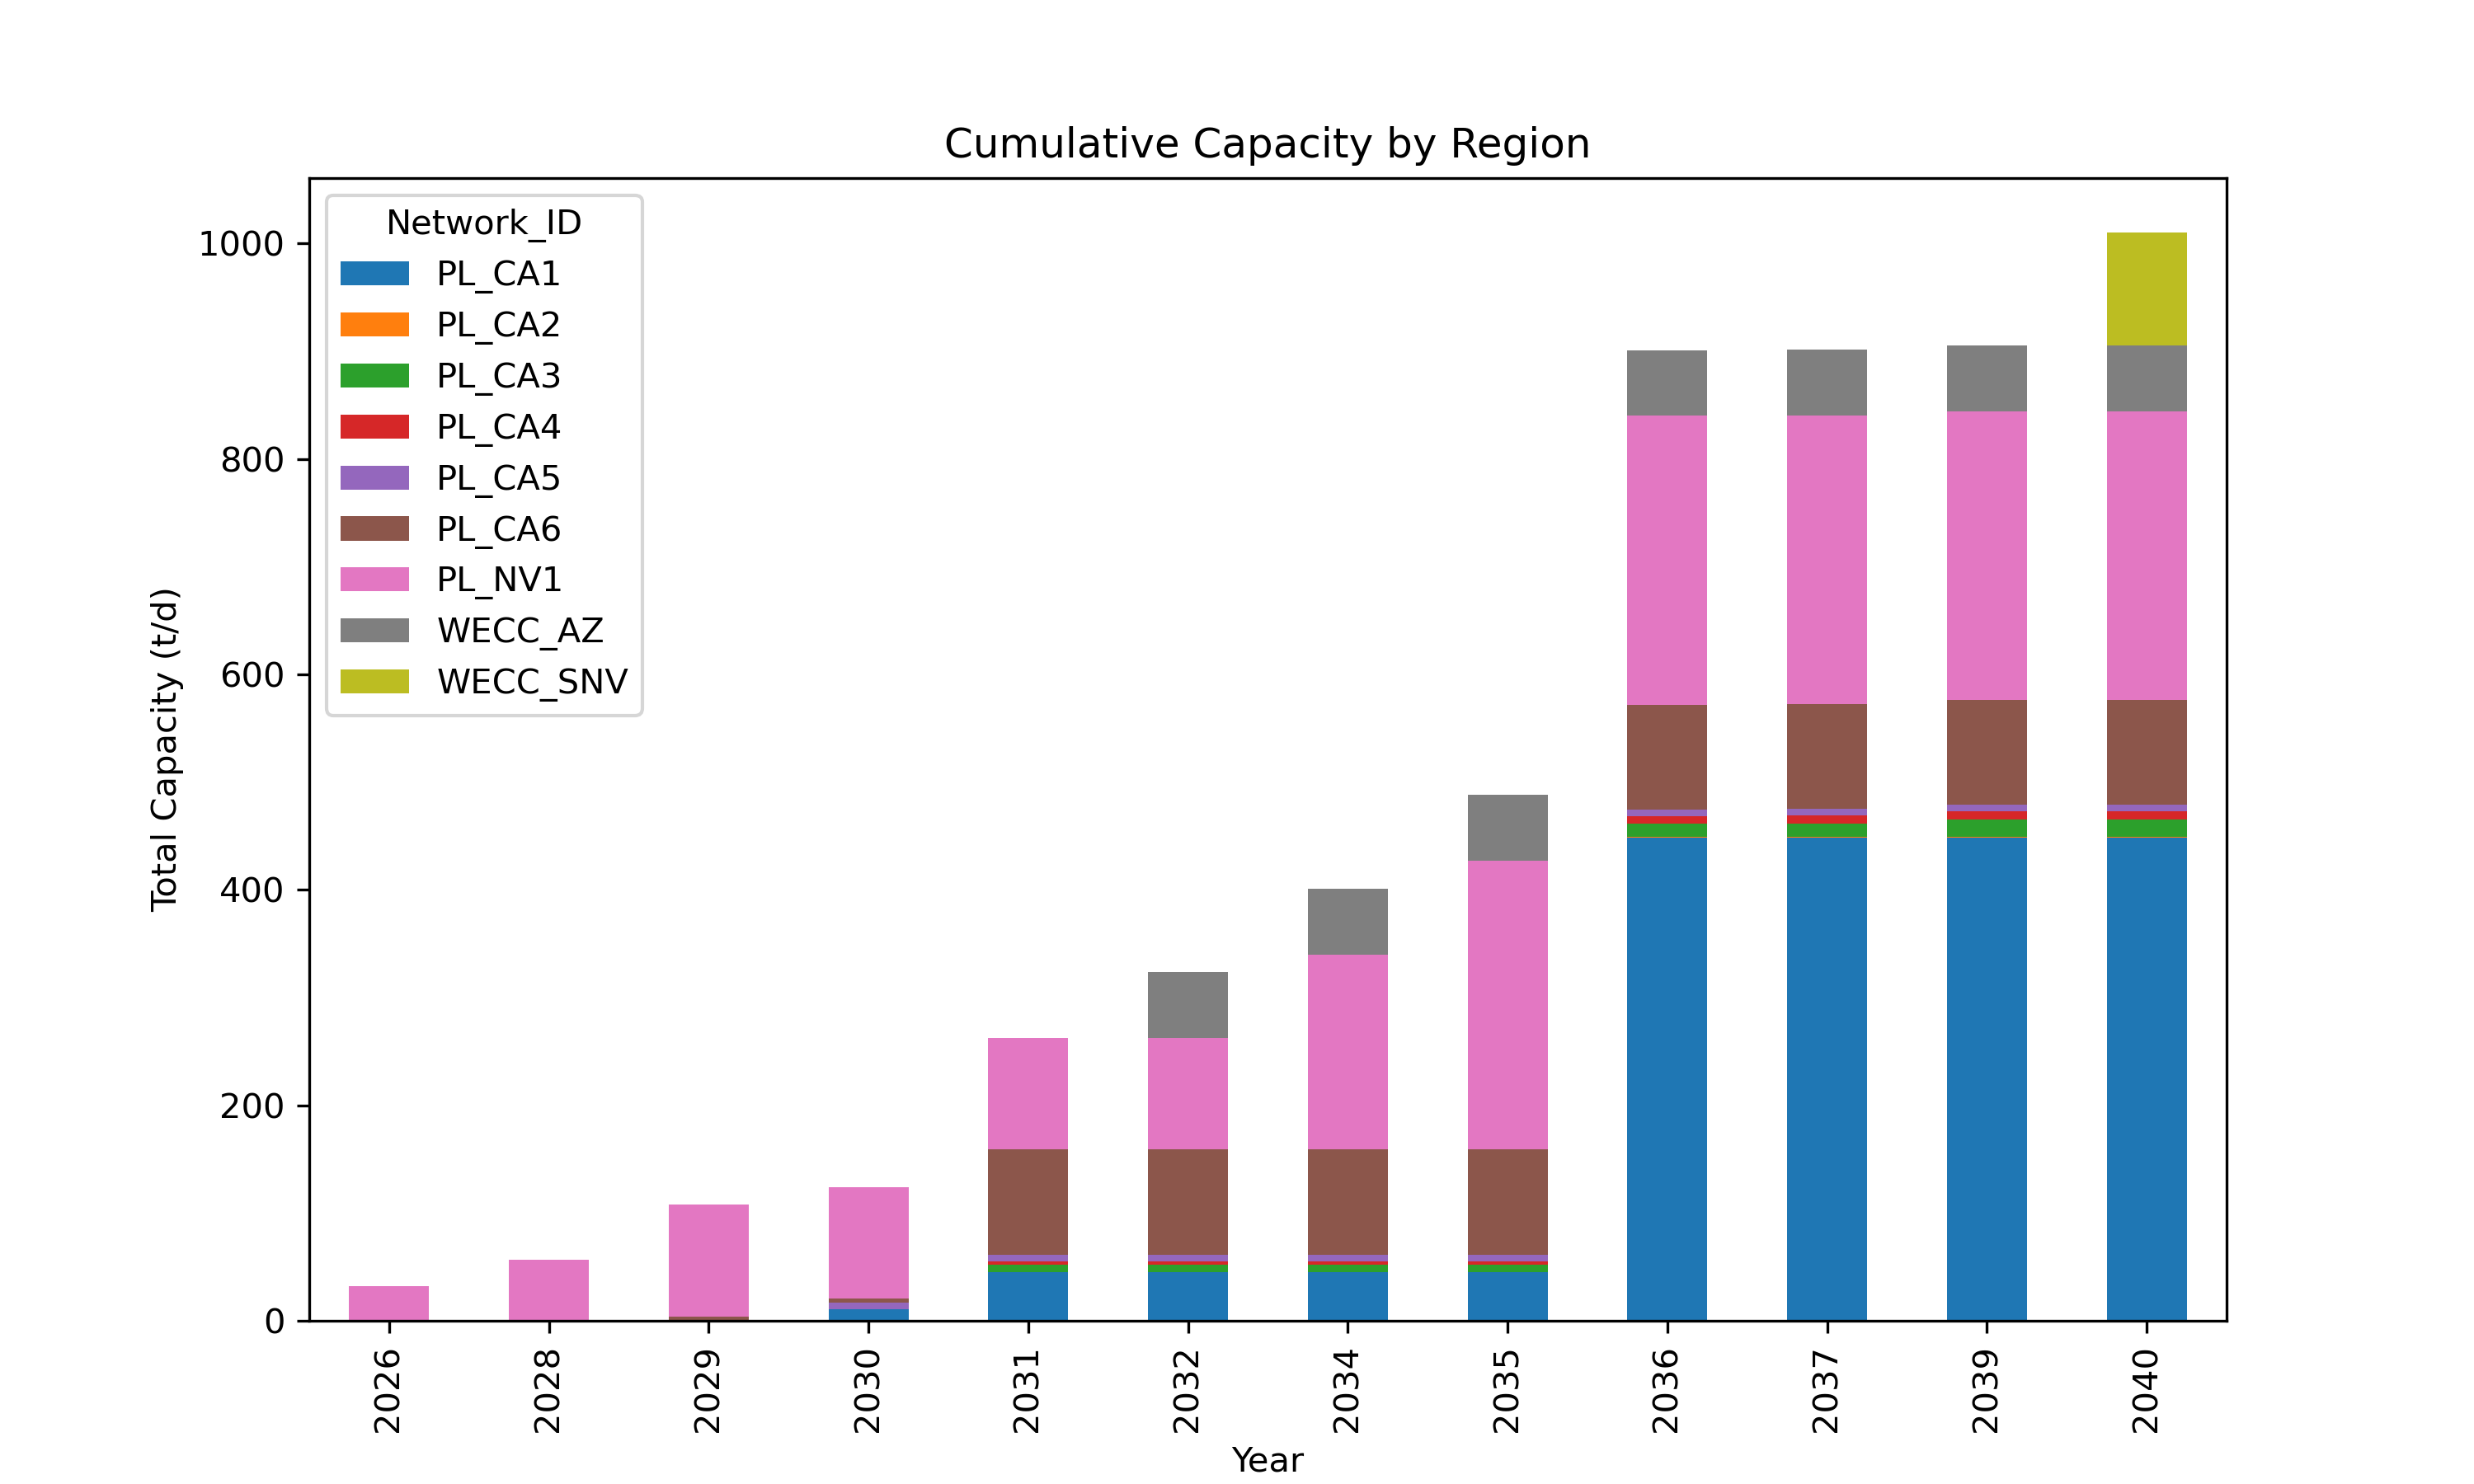 Cumulative Capacity by Region
Network_ID
PL_CA1
PL_CA2
PL_CA3
PL_CA4
PL_CA5
PL_CA6
PL_NV1
WECC_AZ
WECC_SNV
Total Capacity (t/d)
1000
800
600
400
200
0
2026
2028
2029
2030
2031
2032
2034
2035
2036
2037
2039
2040
Year